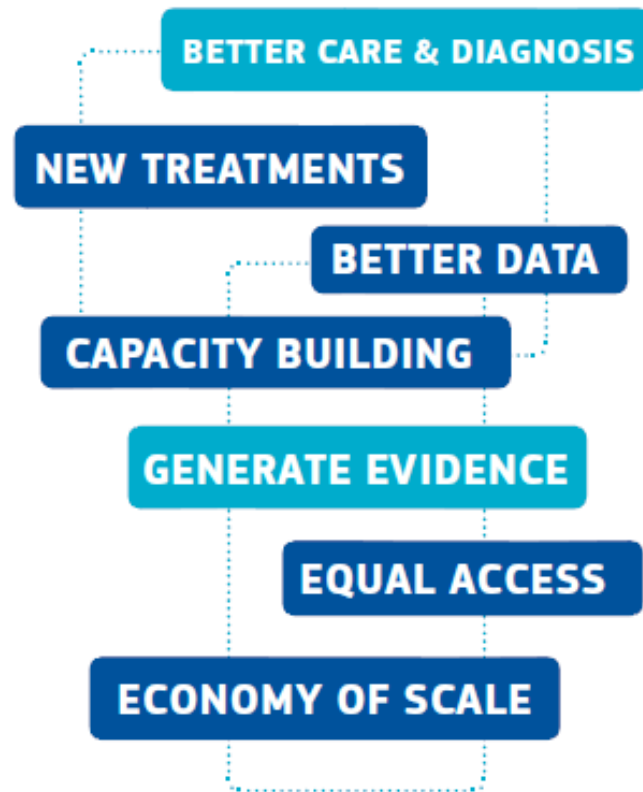 BETTER CARE & DIAGNOSIS
NEW TREATMENTS
BETTER DATA
CAPACITY BUILDING
GENERATE EVIDENCE
EQUAL ACCESS
ECONOMY OF SCALE